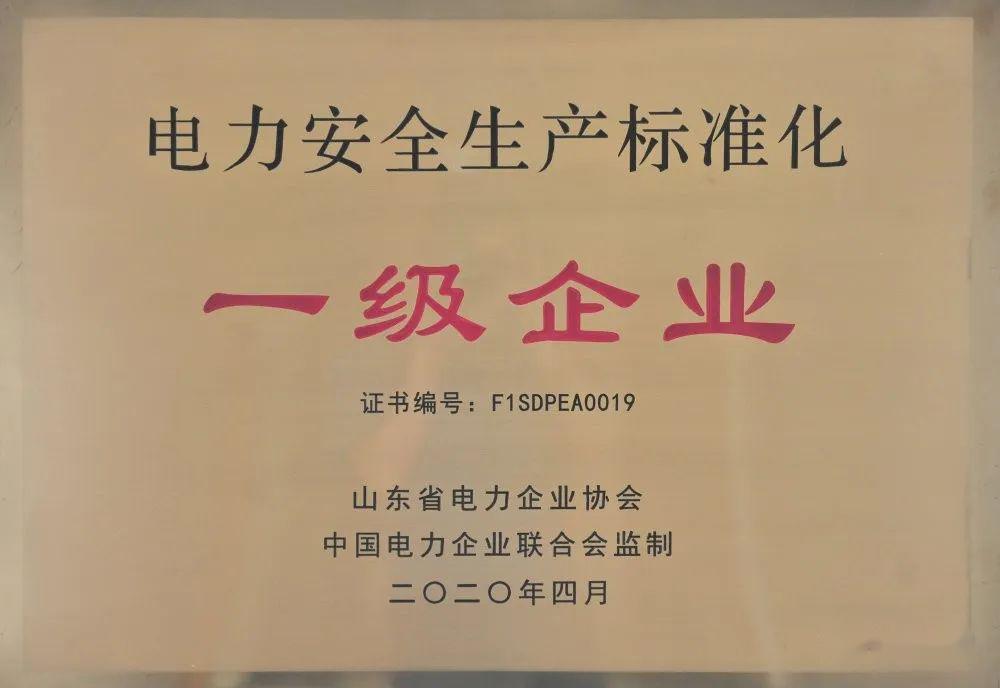 电力安全生产标准化
一级企业
证书编号：F1SDPEA0019
山东省电力企业协会
中国电力企业联合会监制
二〇二〇年四月